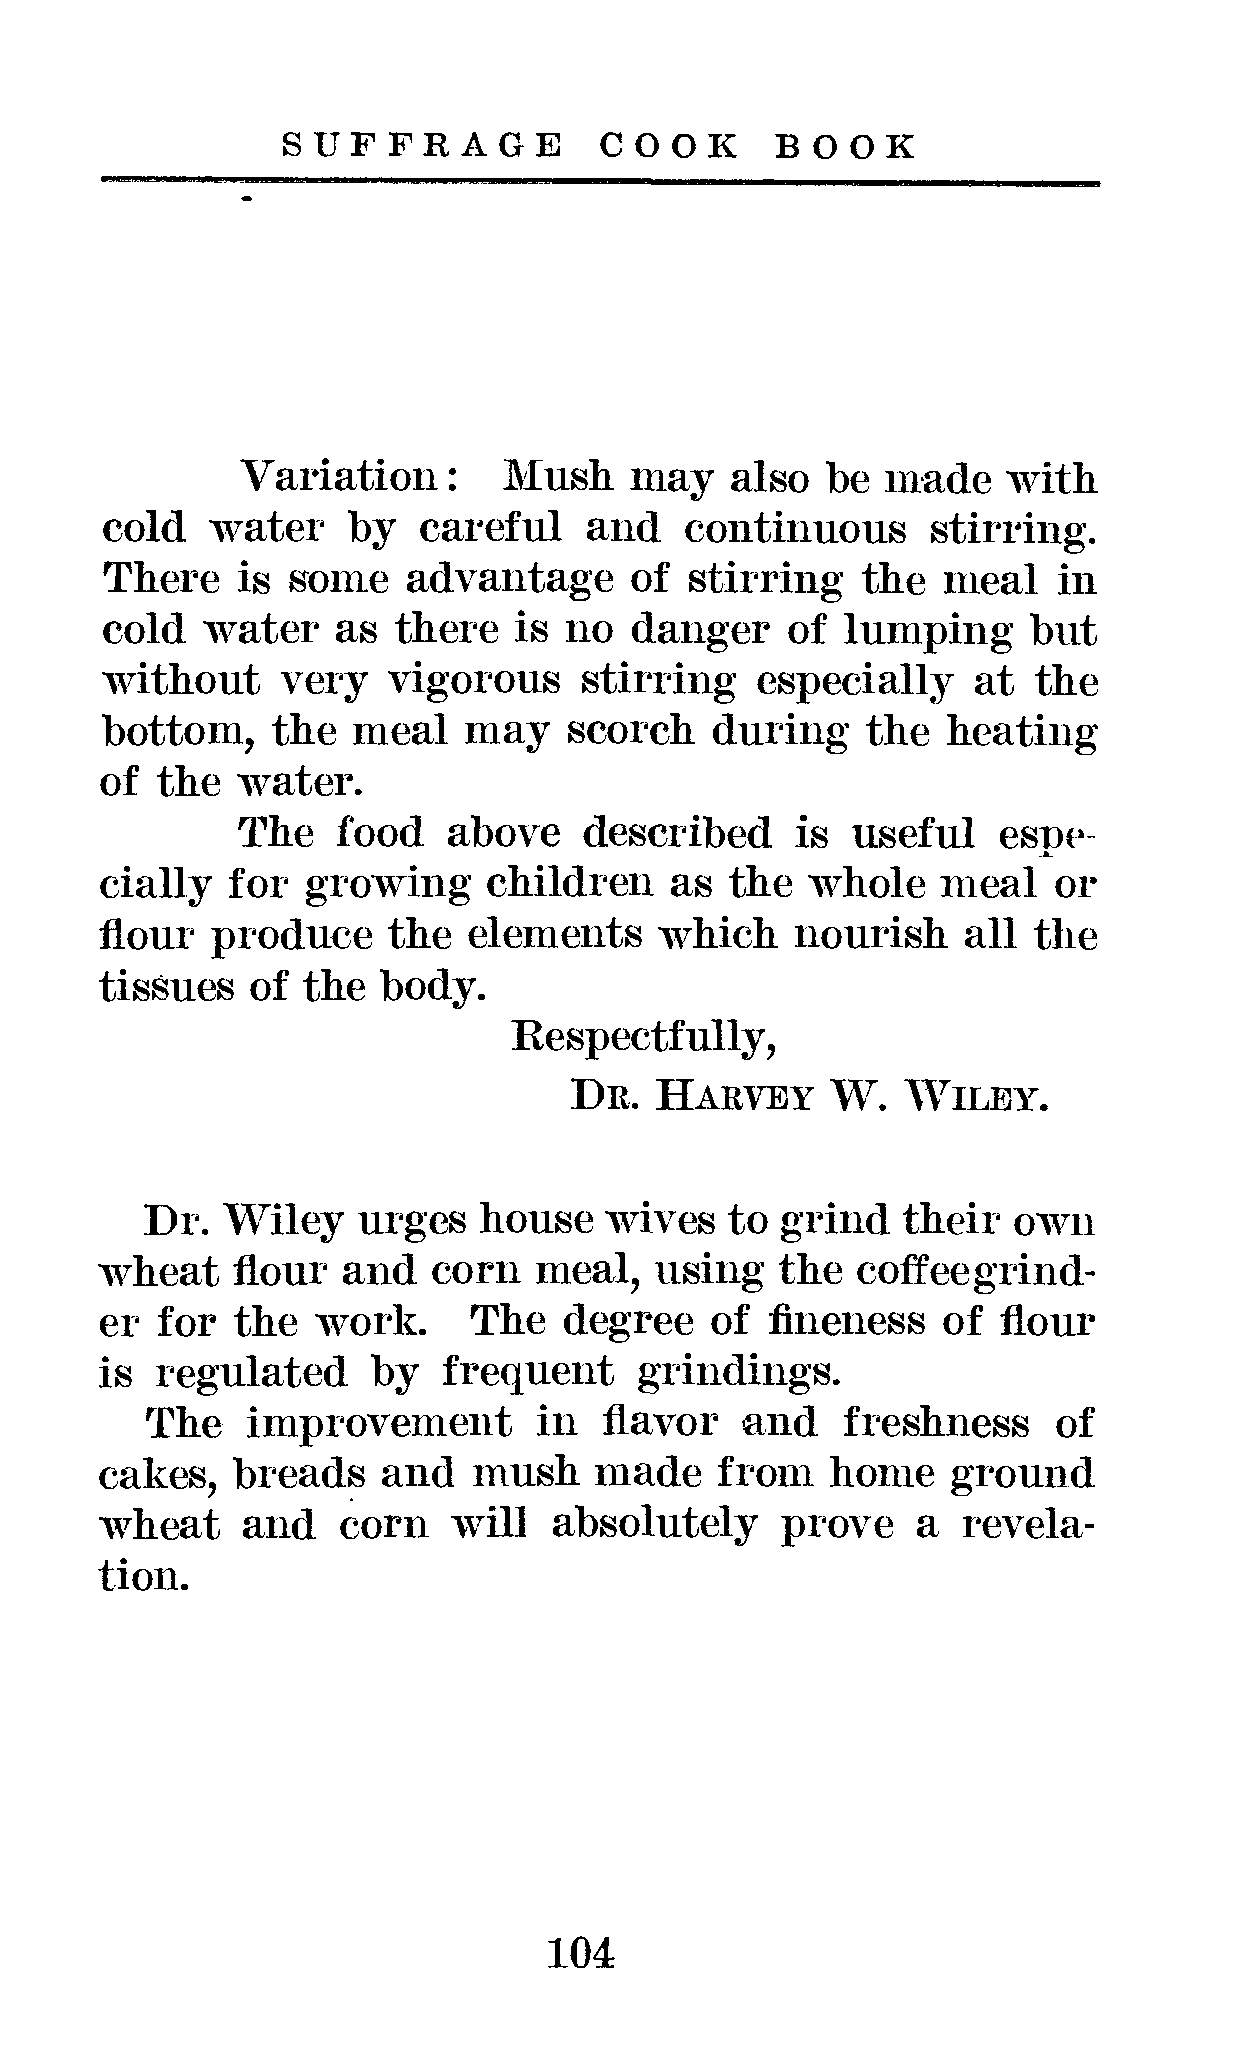 SUFFRAGE COOK BOOK
Variation: Mush may also be made with
cold water by careful and continuous stirring.
There is some advantage of stirring the meal in
cold water as there is no danger of lumping but
without very vigorous stirring especially at the
bottom, the meal may scorch during the heating
of the water.
The food above described is useful espe-
cially for growing children as the whole meal or
flour produce the elements which nourish all the
tissues of the body.
Respectfully,
DR. HARVEY W. WILEY.
Dr. Wiley urges house wives to grind their own
wheat flour and corn meal, using the coffeegrind-
er for the work. The degree of fineness of flour
is regulated by frequent grindings.
The improvement in flavor and freshness of
cakes, breads and mush made from home ground
wheat and corn will absolutely prove a revela-
tion.
104